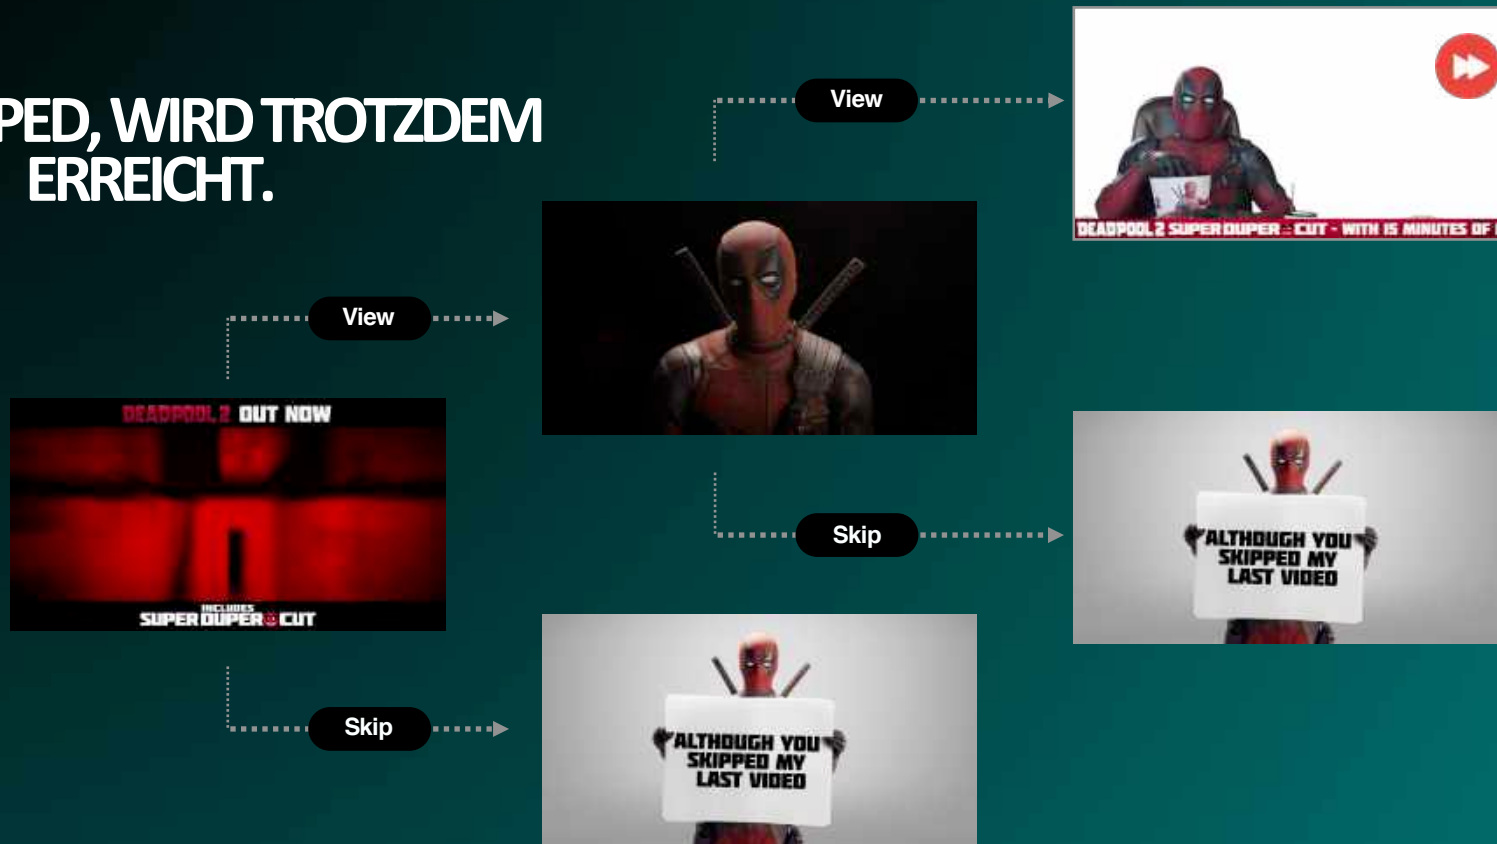 PED, WIRD TROTZDEM
ERREICHT.
View
DEADPOOL 2 SUPER DUPER CUT - WITH 15 MINUTES OF
View
DEADPOOL 2 OUT NOW
INCLUDES
SUPER DUPER CUT
Skip
ALTHOUGH YOU
SKIPPED MY
LAST VIDEO
Skip
ALTHOUGH YOU
SKIPPED MY
LAST VIDEO